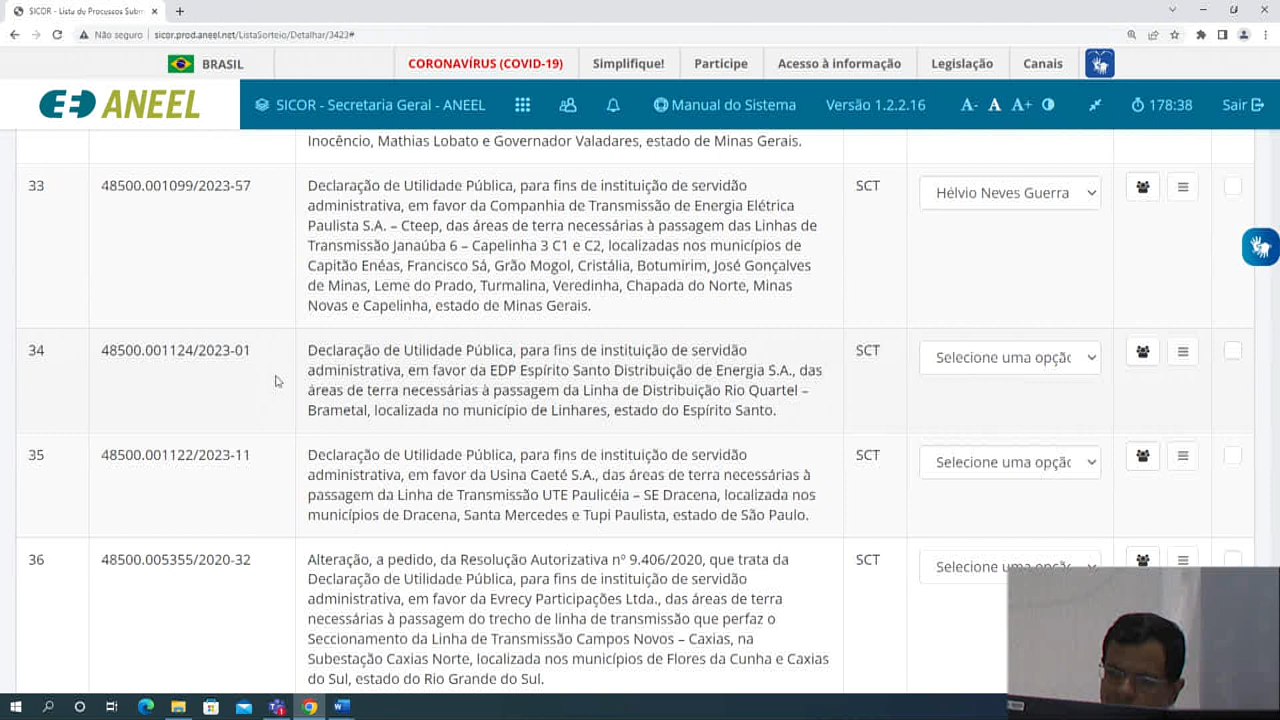 SICOR - Lista de Processos Subm
Não seguro
sicor.prod.aneel.net/ListaSorteio/Detalhar/3423#
BRASIL
CORONAVÍRUS (COVID-19)
Simplifique!
Participe
Acesso à informação
Legislação
Canais
ANEEL
SICOR - Secretaria Geral - ANEEL
Manual do Sistema
Versão 1.2.2.16
A-
A
A+
178:38
Sair
Inocêncio, Mathias Lobato e Governador Valadares, estado de Minas Gerais.
33
48500.001099/2023-57
Declaração de Utilidade Pública, para fins de instituição de servidão
administrativa, em favor da Companhia de Transmissão de Energia Elétrica
Paulista S.A. – Cteep, das áreas de terra necessárias à passagem das Linhas de
Transmissão Janaúba 6 – Capelinha 3 C1 e C2, localizadas nos municípios de
Capitão Enéas, Francisco Sá, Grão Mogol, Cristália, Botumirim, José Gonçalves
de Minas, Leme do Prado, Turmalina, Veredinha, Chapada do Norte, Minas
Novas e Capelinha, estado de Minas Gerais.
SCT
Hélvio Neves Guerra
34
48500.001124/2023-01
Declaração de Utilidade Pública, para fins de instituição de servidão
administrativa, em favor da EDP Espírito Santo Distribuição de Energia S.A., das
áreas de terra necessárias à passagem da Linha de Distribuição Rio Quartel –
Brametal, localizada no município de Linhares, estado do Espírito Santo.
SCT
Selecione uma opçã
35
48500.001122/2023-11
Declaração de Utilidade Pública, para fins de instituição de servidão
administrativa, em favor da Usina Caeté S.A., das áreas de terra necessárias à
passagem da Linha de Transmissão UTE Paulicéia – SE Dracena, localizada nos
municípios de Dracena, Santa Mercedes e Tupi Paulista, estado de São Paulo.
SCT
Selecione uma opçã
36
48500.005355/2020-32
Alteração, a pedido, da Resolução Autorizativa nº 9.406/2020, que trata da
Declaração de Utilidade Pública, para fins de instituição de servidão
administrativa, em favor da Evrecy Participações Ltda., das áreas de terra
necessárias à passagem do trecho de linha de transmissão que perfaz o
Seccionamento da Linha de Transmissão Campos Novos – Caxias, na
Subestação Caxias Norte, localizada nos municípios de Flores da Cunha e Caxias
do Sul, estado do Rio Grande do Sul.
SCT
Selecione uma opçã